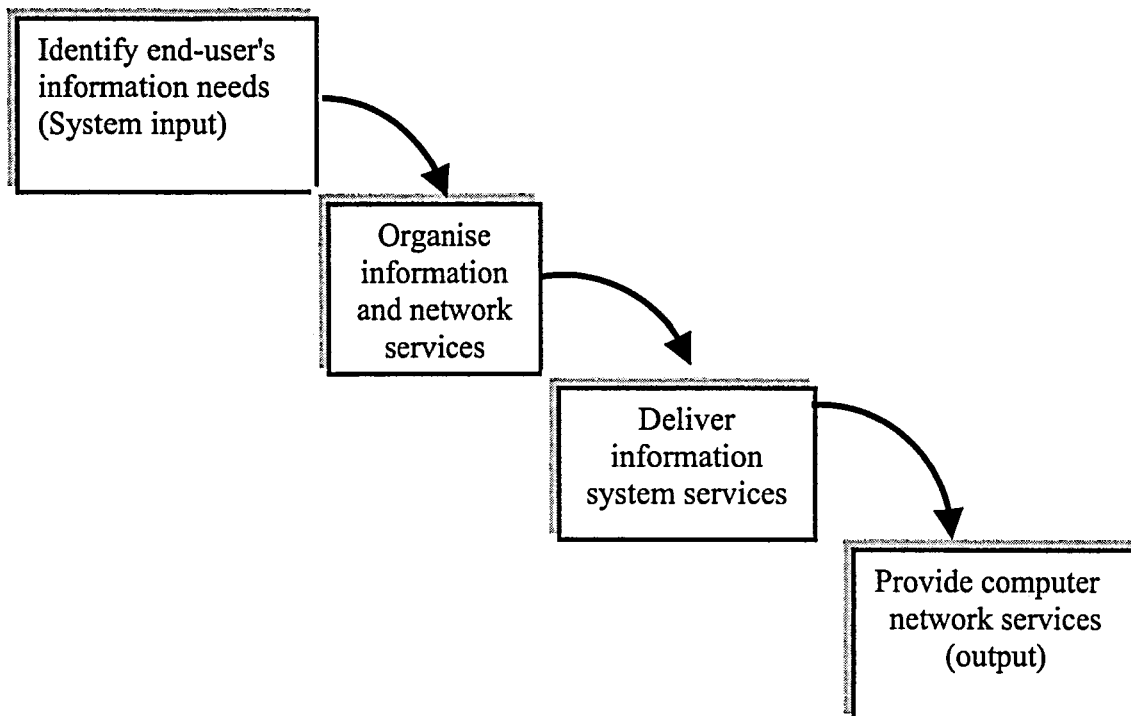 Identify end-user's
information needs
(System input)
Organise
information
and network
services
Deliver
information
system services
Provide computer
network services
(output)